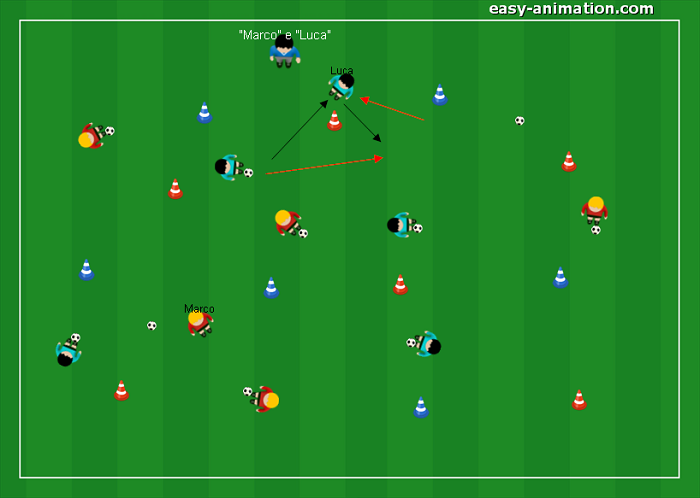 easy-animation.com
"Marco" e "Luca"
Luca
Marco